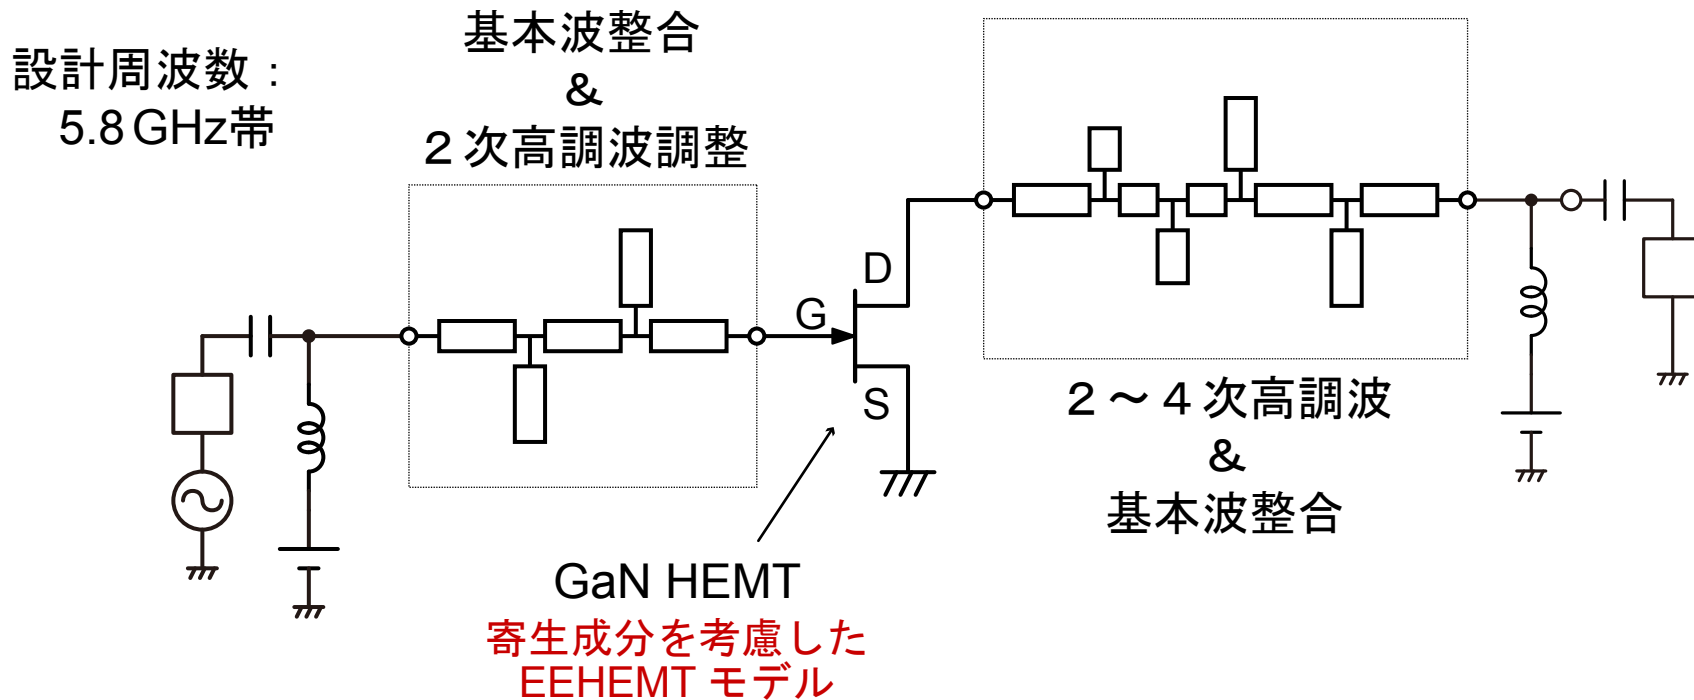 設計周波数：
5.8 GHz帯
基本波整合
&
２次高調波調整
G
D
S
２～４次高調波
&
基本波整合
GaN HEMT
寄生成分を考慮した
EEHEMT モデル